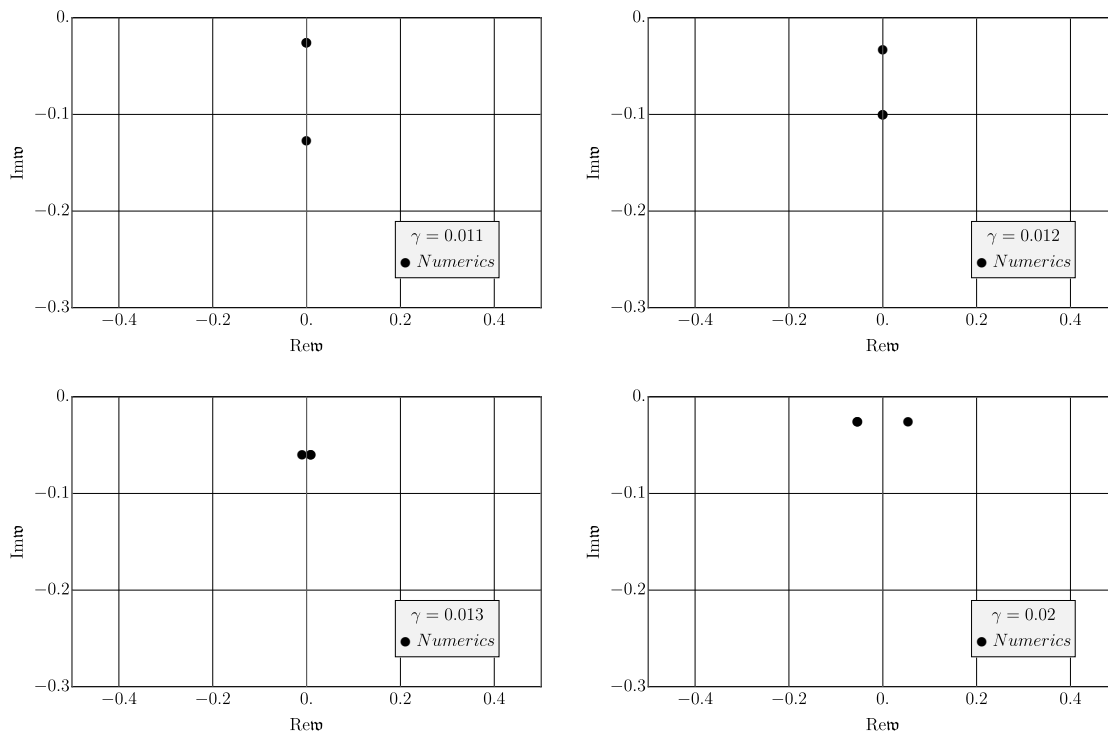 0.
−0.1
−0.2
−0.3
−0.4
−0.2
0.
0.2
0.4
Im𝔴
Re𝔴
γ = 0.011
● Numerics
0.
−0.1
−0.2
−0.3
−0.4
−0.2
0.
0.2
0.4
Im𝔴
Re𝔴
γ = 0.012
● Numerics
0.
−0.1
−0.2
−0.3
−0.4
−0.2
0.
0.2
0.4
Im𝔴
Re𝔴
γ = 0.013
● Numerics
0.
−0.1
−0.2
−0.3
−0.4
−0.2
0.
0.2
0.4
Im𝔴
Re𝔴
γ = 0.02
● Numerics